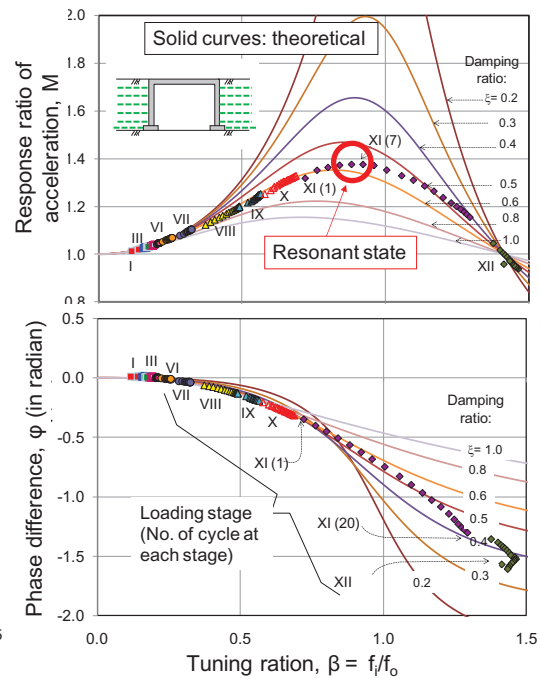 Response ratio of
acceleration, M
2.0
1.8
1.6
1.4
1.2
1.0
0.8
Solid curves: theoretical
Damping
ratio:
ξ= 0.2
0.3
0.4
0.5
0.6
0.8
1.0
XI (7)
XI (1)
X
IX
VIII
VII
VI
III
I
XII
Resonant state
Phase difference, φ (in radian)
0.5
0.0
-0.5
-1.0
-1.5
-2.0
I
III
VI
VII
VIII
IX
X
XI (1)
XI (20)
XII
Damping
ratio:
ξ= 1.0
0.8
0.6
0.5
0.4
0.3
0.2
Loading stage
(No. of cycle at
each stage)
0.0
0.5
1.0
1.5
Tuning ration, β = fi/fo